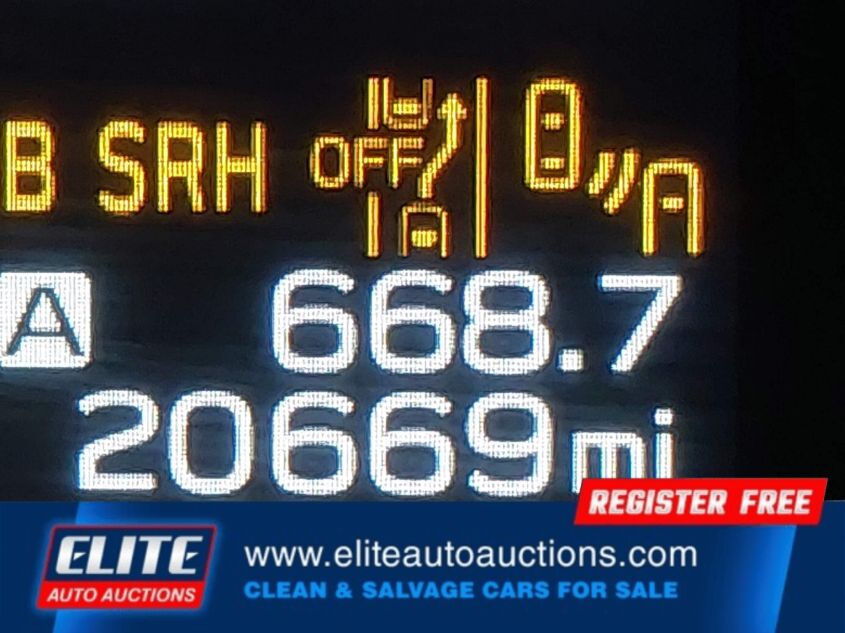 B SRH OFF A
A 668.7
20669mi
REGISTER FREE
ELITE
AUTO AUCTIONS
www.eliteautoauctions.com
CLEAN & SALVAGE CARS FOR SALE